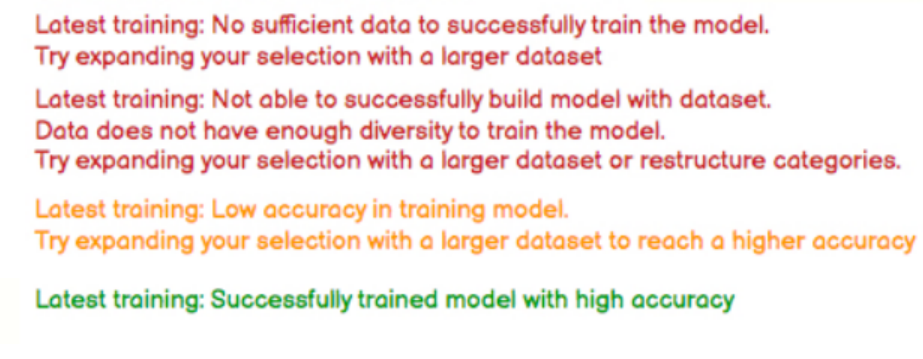 Latest training: No sufficient data to successfully train the model.
Try expanding your selection with a larger dataset
Latest training: Not able to successfully build model with dataset.
Data does not have enough diversity to train the model.
Try expanding your selection with a larger dataset or restructure categories.
Latest training: Low accuracy in training model.
Try expanding your selection with a larger dataset to reach a higher accuracy
Latest training: Successfully trained model with high accuracy